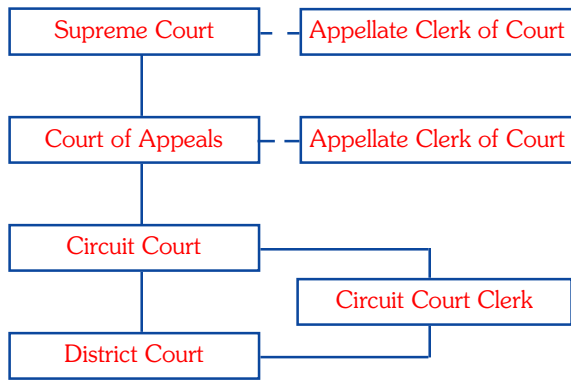 Supreme Court
Appellate Clerk of Court
Court of Appeals
Appellate Clerk of Court
Circuit Court
Circuit Court Clerk
District Court